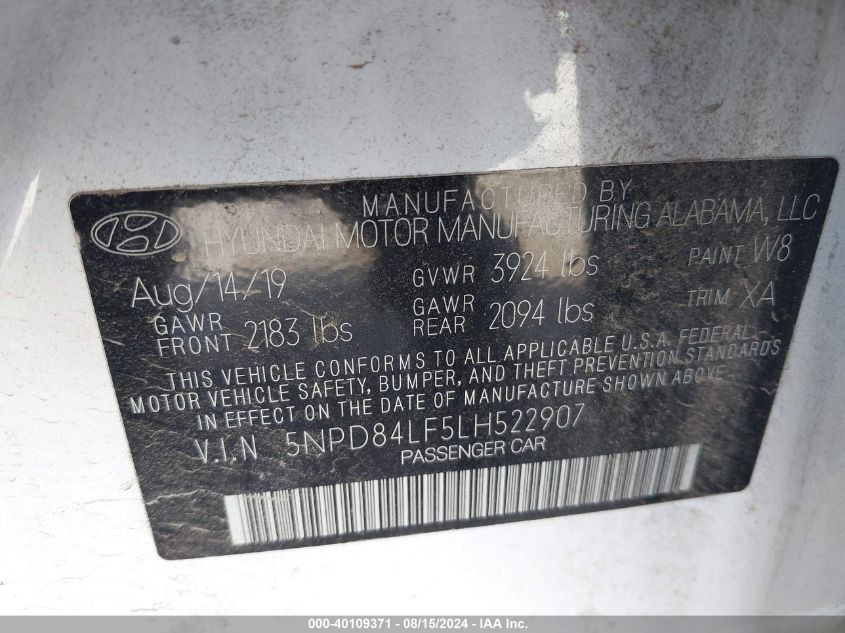 MANUFACTURED BY
HYUNDAI MOTOR MANUFACTURING ALABAMA, LLC
Aug/14/19 GVWR 3924 lbs PAINT W8
GAWR FRONT 2183 lbs GAWR REAR 2094 lbs TRIM XA
THIS VEHICLE CONFORMS TO ALL APPLICABLE U.S.A. FEDERAL
MOTOR VEHICLE SAFETY, BUMPER, AND THEFT PREVENTION STANDARDS
IN EFFECT ON THE DATE OF MANUFACTURE SHOWN ABOVE.
V.I.N 5NPD84LF5LH522907
PASSENGER CAR
000-40109371 - 08/15/2024 - IAA Inc.